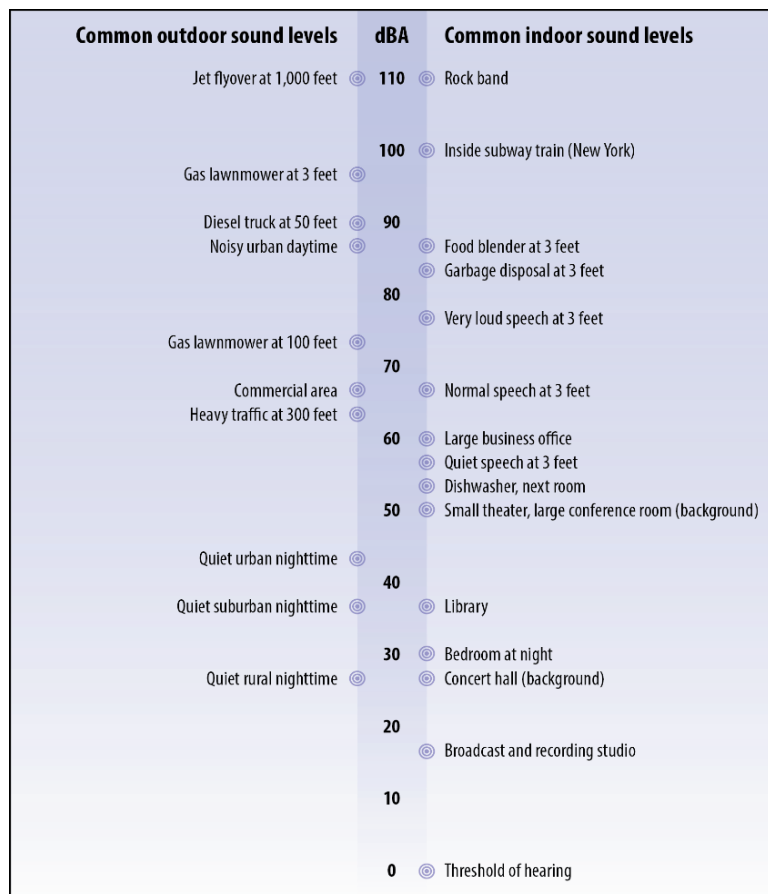 Common outdoor sound levels dBA Common indoor sound levels
Jet flyover at 1,000 feet 110 Rock band
100 Inside subway train (New York)
Gas lawnmower at 3 feet
Diesel truck at 50 feet 90
Noisy urban daytime Food blender at 3 feet
Garbage disposal at 3 feet
80
Very loud speech at 3 feet
Gas lawnmower at 100 feet
70
Commercial area Normal speech at 3 feet
Heavy traffic at 300 feet
60 Large business office
Quiet speech at 3 feet
Dishwasher, next room
50 Small theater, large conference room (background)
Quiet urban nighttime
40
Quiet suburban nighttime Library
30 Bedroom at night
Quiet rural nighttime Concert hall (background)
20
Broadcast and recording studio
10
0 Threshold of hearing